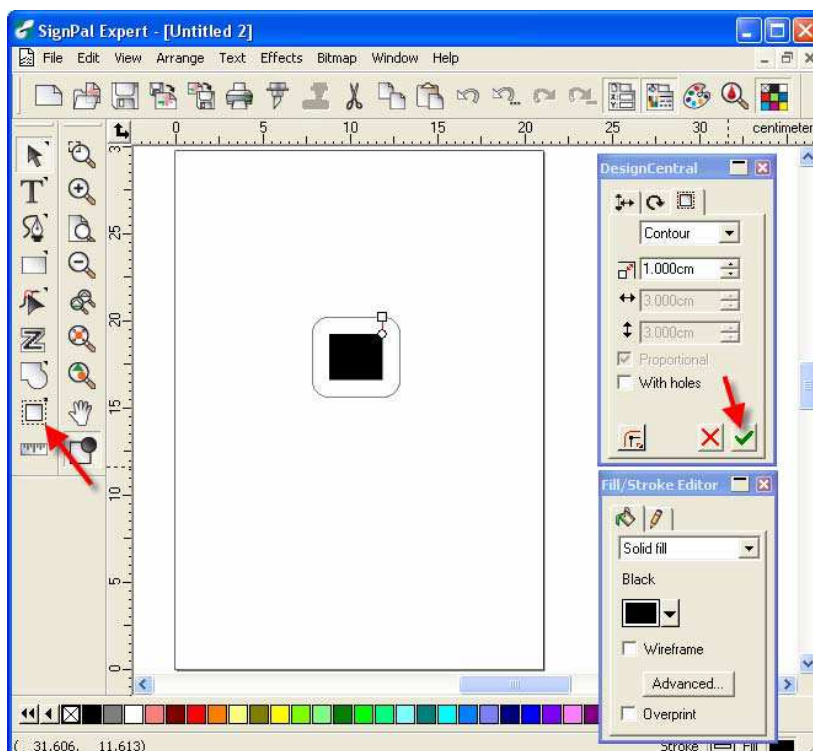 SignPal Expert - [Untitled 2]
File Edit View Arrange Text Effects Bitmap Window Help
0 5 10 15 20 25 30 centimeter
3
25
20
15
10
5
0
DesignCentral
Contour
1.000cm
3.000cm
3.000cm
Proportional
With holes
Fill/Stroke Editor
Solid fill
Black
Wireframe
Advanced...
Overprint
( 31.606, 11.613)
Stroke Fill